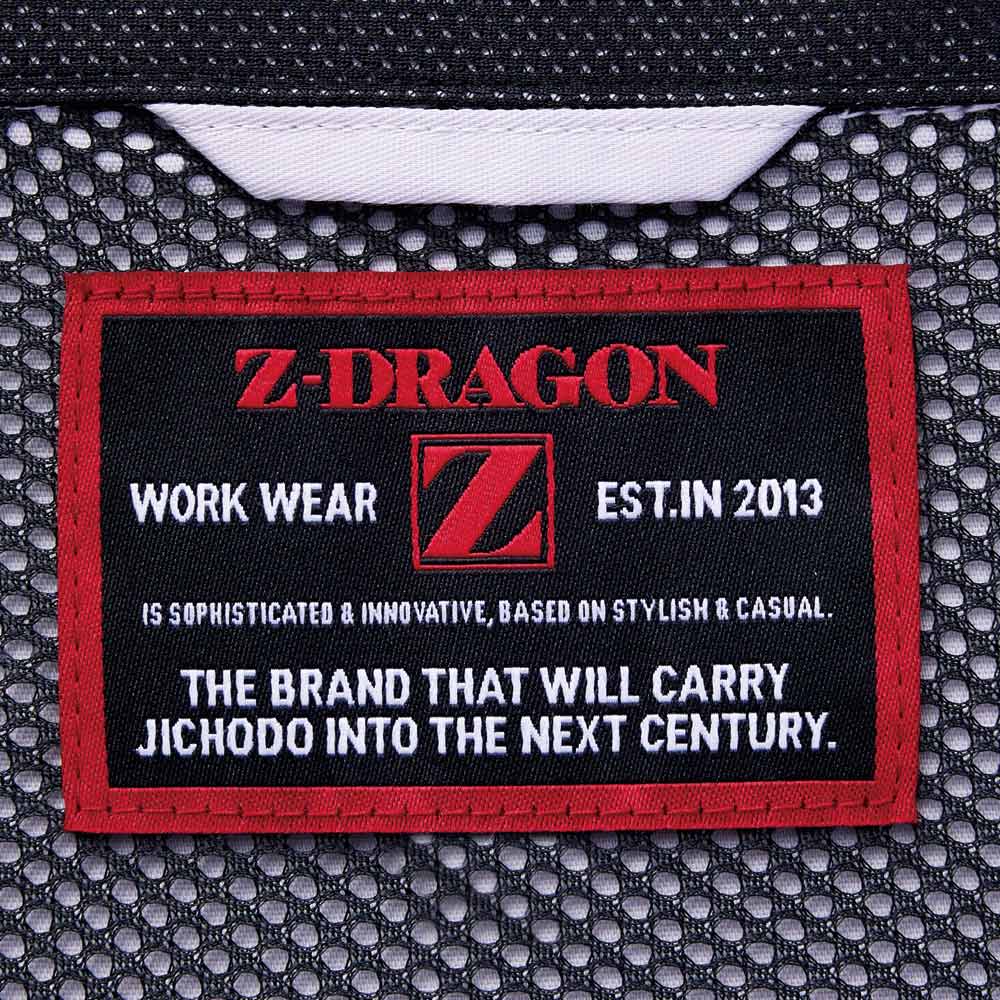 Z-DRAGON
Z
WORK WEAR EST.IN 2013
IS SOPHISTICATED & INNOVATIVE, BASED ON STYLISH & CASUAL.
THE BRAND THAT WILL CARRY
JICHODO INTO THE NEXT CENTURY.